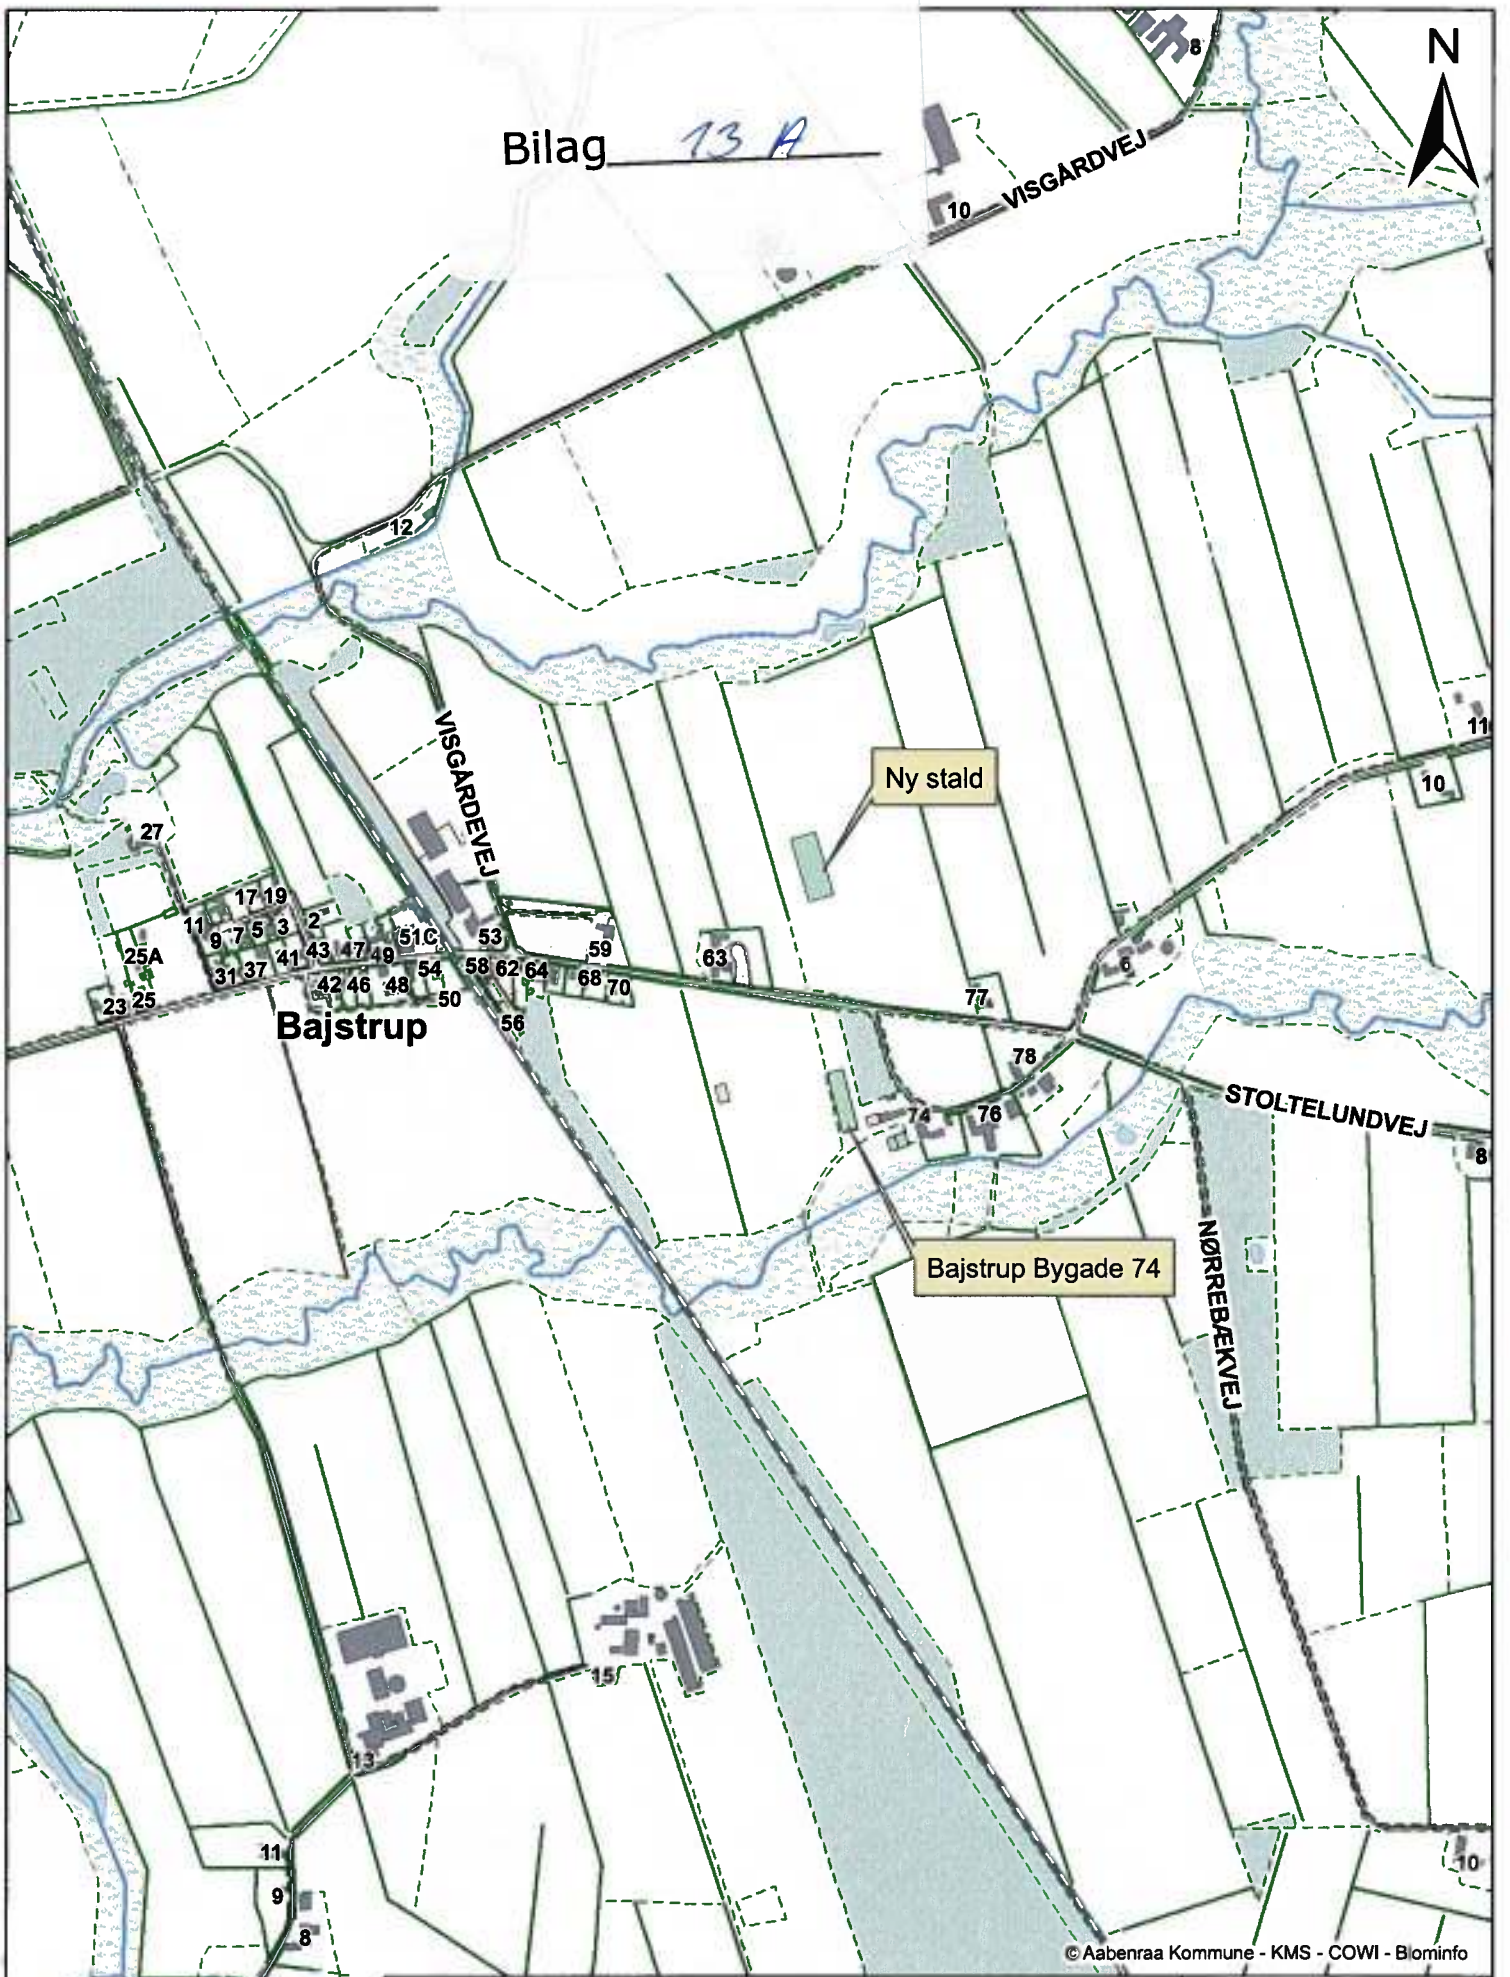 8
N
Bilag 13 A
VISGÅRDVEJ
10
12
VISGÅRDEVEJ
Ny stald
11
10
27
17 19
11 9 7 5 3 2
25A 31 37 41 43 47 49 51C 53 59 63
23 25 42 46 48 54 50 58 62 64 68 70
56
77
6
Bajstrup
78
74 76
STOLTELUNDVEJ
8
NØRREBÆKVEJ
Bajstrup Bygade 74
15
13
11
9
8
10
© Aabenraa Kommune - KMS - COWI - Blominfo